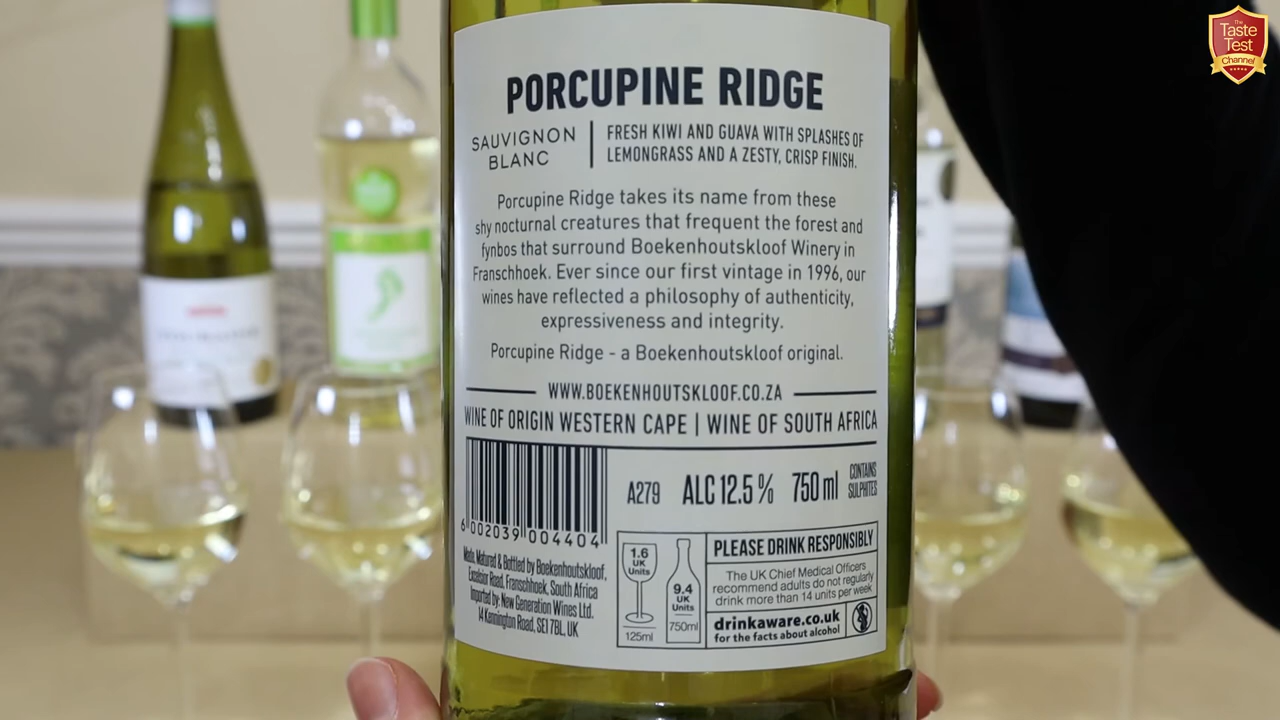 The
Taste
Test
Channel
PORCUPINE RIDGE
SAUVIGNON
BLANC
FRESH KIWI AND GUAVA WITH SPLASHES OF
LEMONGRASS AND A ZESTY, CRISP FINISH.
Porcupine Ridge takes its name from these
shy nocturnal creatures that frequent the forest and
fynbos that surround Boekenhoutskloof Winery in
Franschhoek. Ever since our first vintage in 1996, our
wines have reflected a philosophy of authenticity,
expressiveness and integrity.
Porcupine Ridge - a Boekenhoutskloof original.
WWW.BOEKENHOUTSKLOOF.CO.ZA
WINE OF ORIGIN WESTERN CAPE | WINE OF SOUTH AFRICA
6 002039 004404
A279 ALC 12.5% 750 ml
CONTAINS
SULPHITES
Made, Matured & Bottled by Boekenhoutskloof,
Excelsior Road, Franschhoek, South Africa
Imported by: New Generation Wines Ltd.
14 Kennington Road, SE1 7BL, UK
1.6
UK
Units
125ml
9.4
UK
Units
750ml
PLEASE DRINK RESPONSIBLY
The UK Chief Medical Officers
recommend adults do not regularly
drink more than 14 units per week
drinkaware.co.uk
for the facts about alcohol